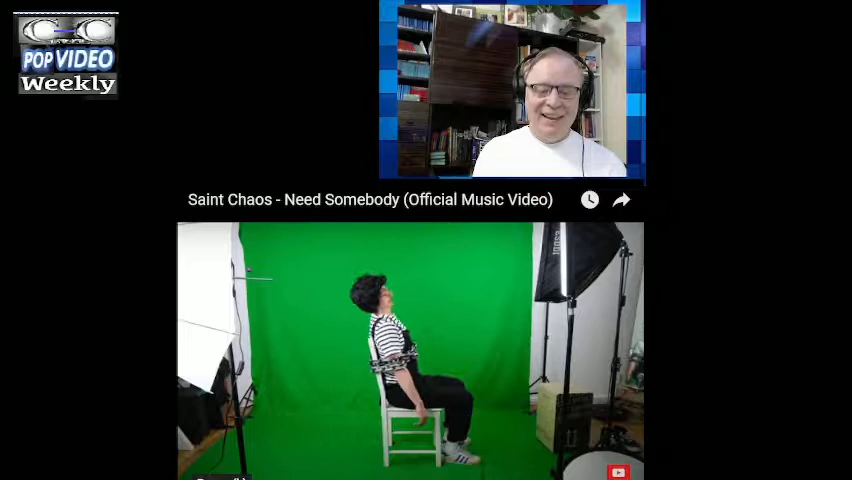 POP VIDEO
Weekly
Saint Chaos - Need Somebody (Official Music Video)